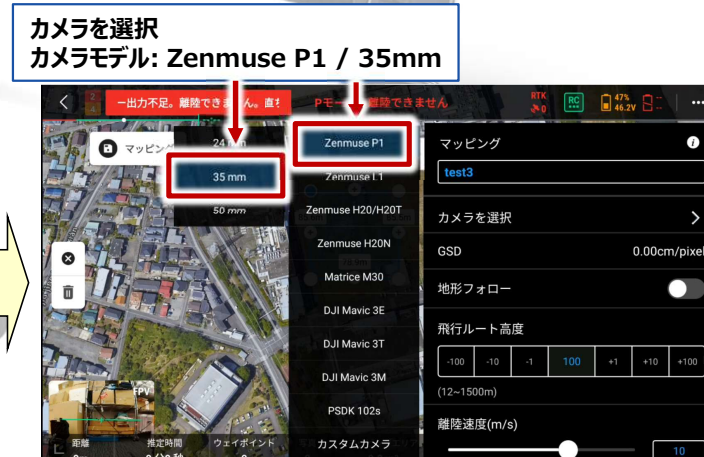 カメラを選択
カメラモデル: Zenmuse P1 / 35mm
ー出力不足。離陸できま
ん。直ち
Pモー
離陸できません
RTK
0
RC
47%
46.2V
マッピング
test3
カメラを選択
GSD 0.00cm/pixel
地形フォロー
飛行ルート高度
-100 -10 -1 100 +1 +10 +100
(12~1500m)
離陸速度(m/s)
10
マッピン
24
35 mm
50 mm
Zenmuse P1
Zenmuse L1
Zenmuse H20/H20T
Zenmuse H20N
Matrice M30
DJI Mavic 3E
DJI Mavic 3T
DJI Mavic 3M
PSDK 102s
カスタムカメラ
FPV
距離 推定時間 ウェイポイント